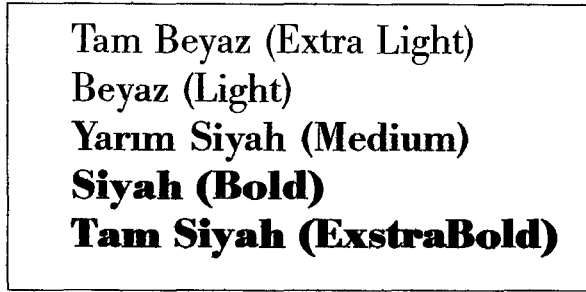 Tam Beyaz (Extra Light)
Beyaz (Light)
Yarım Siyah (Medium)
Siyah (Bold)
Tam Siyah (ExstraBold)